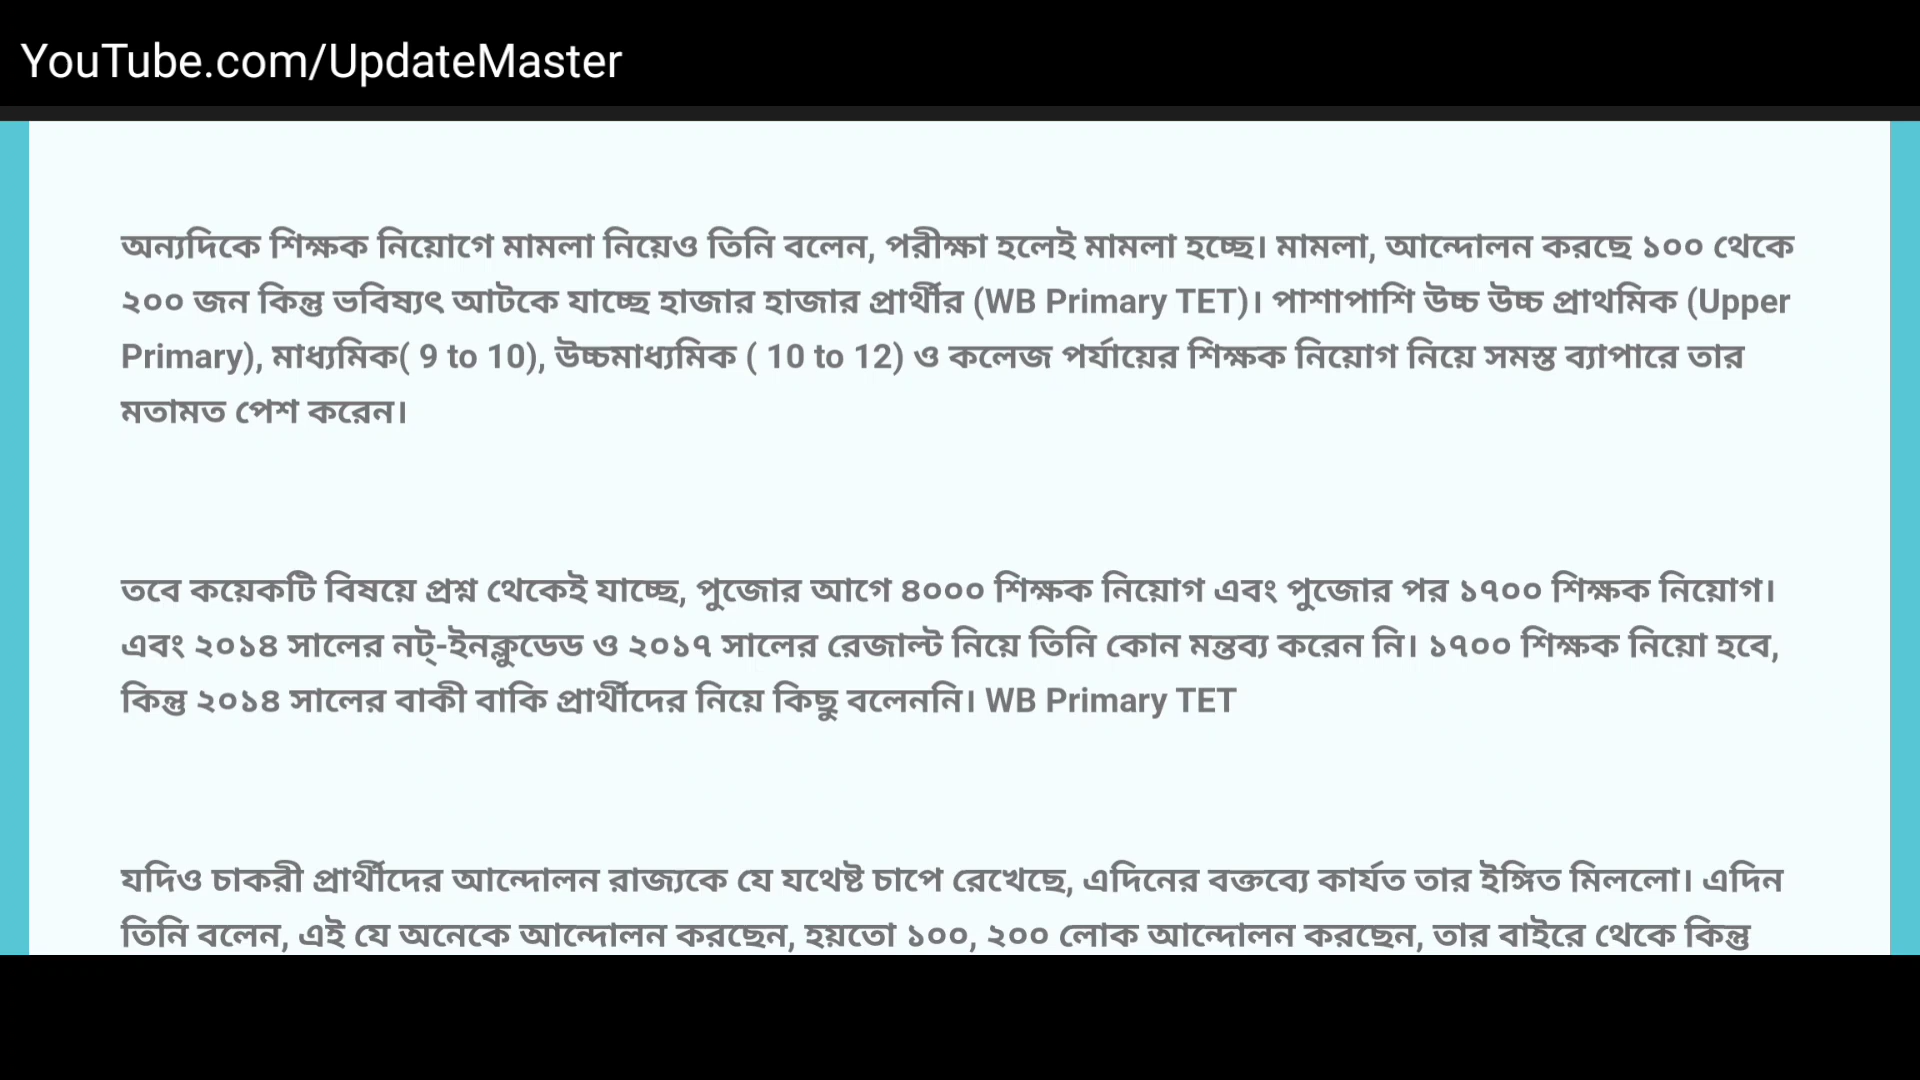 YouTube.com/UpdateMaster
অন্যদিকে শিক্ষক নিয়োগে মামলা নিয়েও তিনি বলেন, পরীক্ষা হলেই মামলা হচ্ছে। মামলা, আন্দোলন করছে ১০০ থেকে
২০০ জন কিন্তু ভবিষ্যৎ আটকে যাচ্ছে হাজার হাজার প্রার্থীর (WB Primary TET)। পাশাপাশি উচ্চ উচ্চ প্রাথমিক (Upper
Primary), মাধ্যমিক( 9 to 10), উচ্চমাধ্যমিক ( 10 to 12) ও কলেজ পর্যায়ের শিক্ষক নিয়োগ নিয়ে সমস্ত ব্যাপারে তার
মতামত পেশ করেন।
তবে কয়েকটি বিষয়ে প্রশ্ন থেকেই যাচ্ছে, পুজোর আগে ৪০০০ শিক্ষক নিয়োগ এবং পুজোর পর ১৭০০ শিক্ষক নিয়োগ।
এবং ২০১৪ সালের নট্-ইনক্লুডেড ও ২০১৭ সালের রেজাল্ট নিয়ে তিনি কোন মন্তব্য করেন নি। ১৭০০ শিক্ষক নিয়ো হবে,
কিন্তু ২০১৪ সালের বাকী বাকি প্রার্থীদের নিয়ে কিছু বলেননি। WB Primary TET
যদিও চাকরী প্রার্থীদের আন্দোলন রাজ্যকে যে যথেষ্ট চাপে রেখেছে, এদিনের বক্তব্যে কার্যত তার ইঙ্গিত মিললো। এদিন
তিনি বলেন, এই যে অনেকে আন্দোলন করছেন, হয়তো ১০০, ২০০ লোক আন্দোলন করছেন, তার বাইরে থেকে কিন্তু